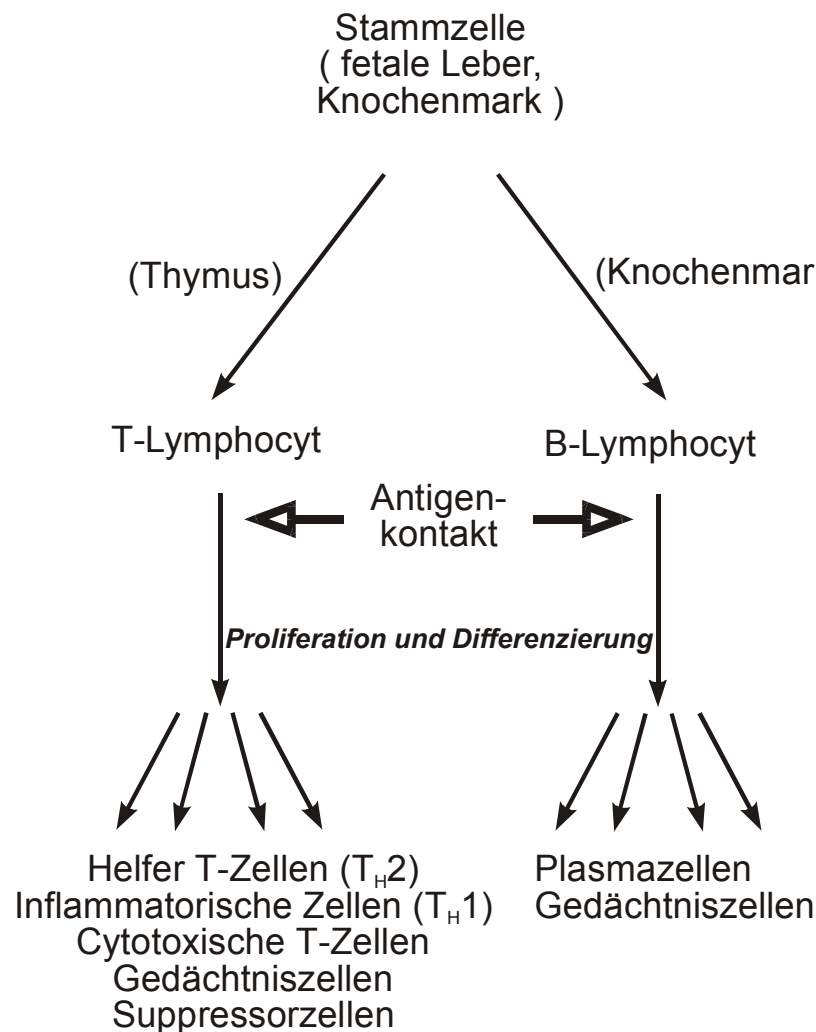 Stammzelle
( fetale Leber,
Knochenmark )
(Thymus)
(Knochenmar
T-Lymphocyt
B-Lymphocyt
Antigen-
kontakt
Proliferation und Differenzierung
Helfer T-Zellen (TH2)
Inflammatorische Zellen (TH1)
Cytotoxische T-Zellen
Gedächtniszellen
Suppressorzellen
Plasmazellen
Gedächtniszellen